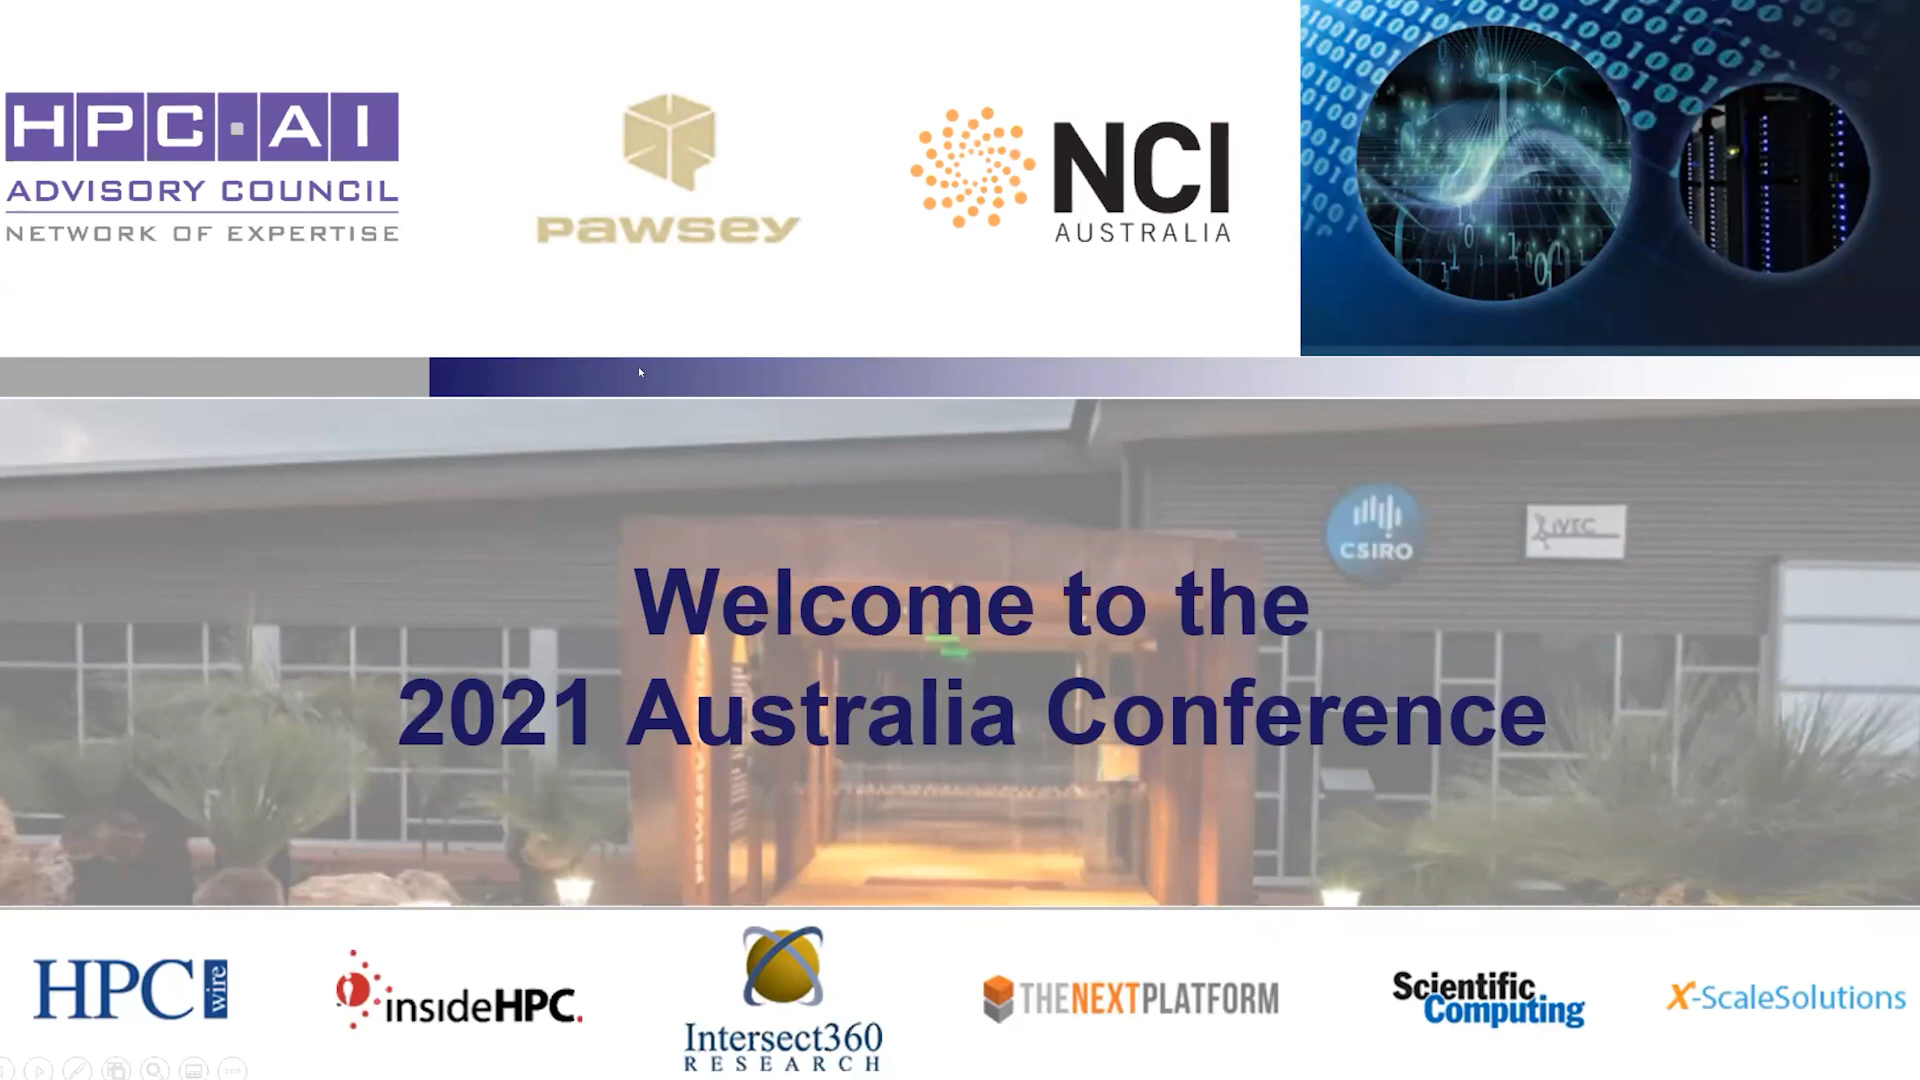 HPC·AI
ADVISORY COUNCIL
NETWORK OF EXPERTISE
PAWSEY
NCI
AUSTRALIA
CSIRO
iVEC
Welcome to the
2021 Australia Conference
HPC wire
insideHPC.
Intersect360
RESEARCH
THENEXTPLATFORM
Scientific
Computing
X-ScaleSolutions